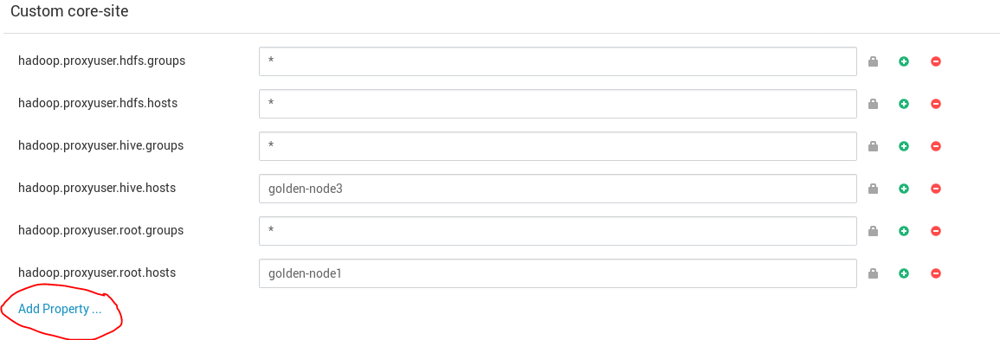 Custom core-site
hadoop.proxyuser.hdfs.groups *
hadoop.proxyuser.hdfs.hosts *
hadoop.proxyuser.hive.groups *
hadoop.proxyuser.hive.hosts golden-node3
hadoop.proxyuser.root.groups *
hadoop.proxyuser.root.hosts golden-node1
Add Property ...